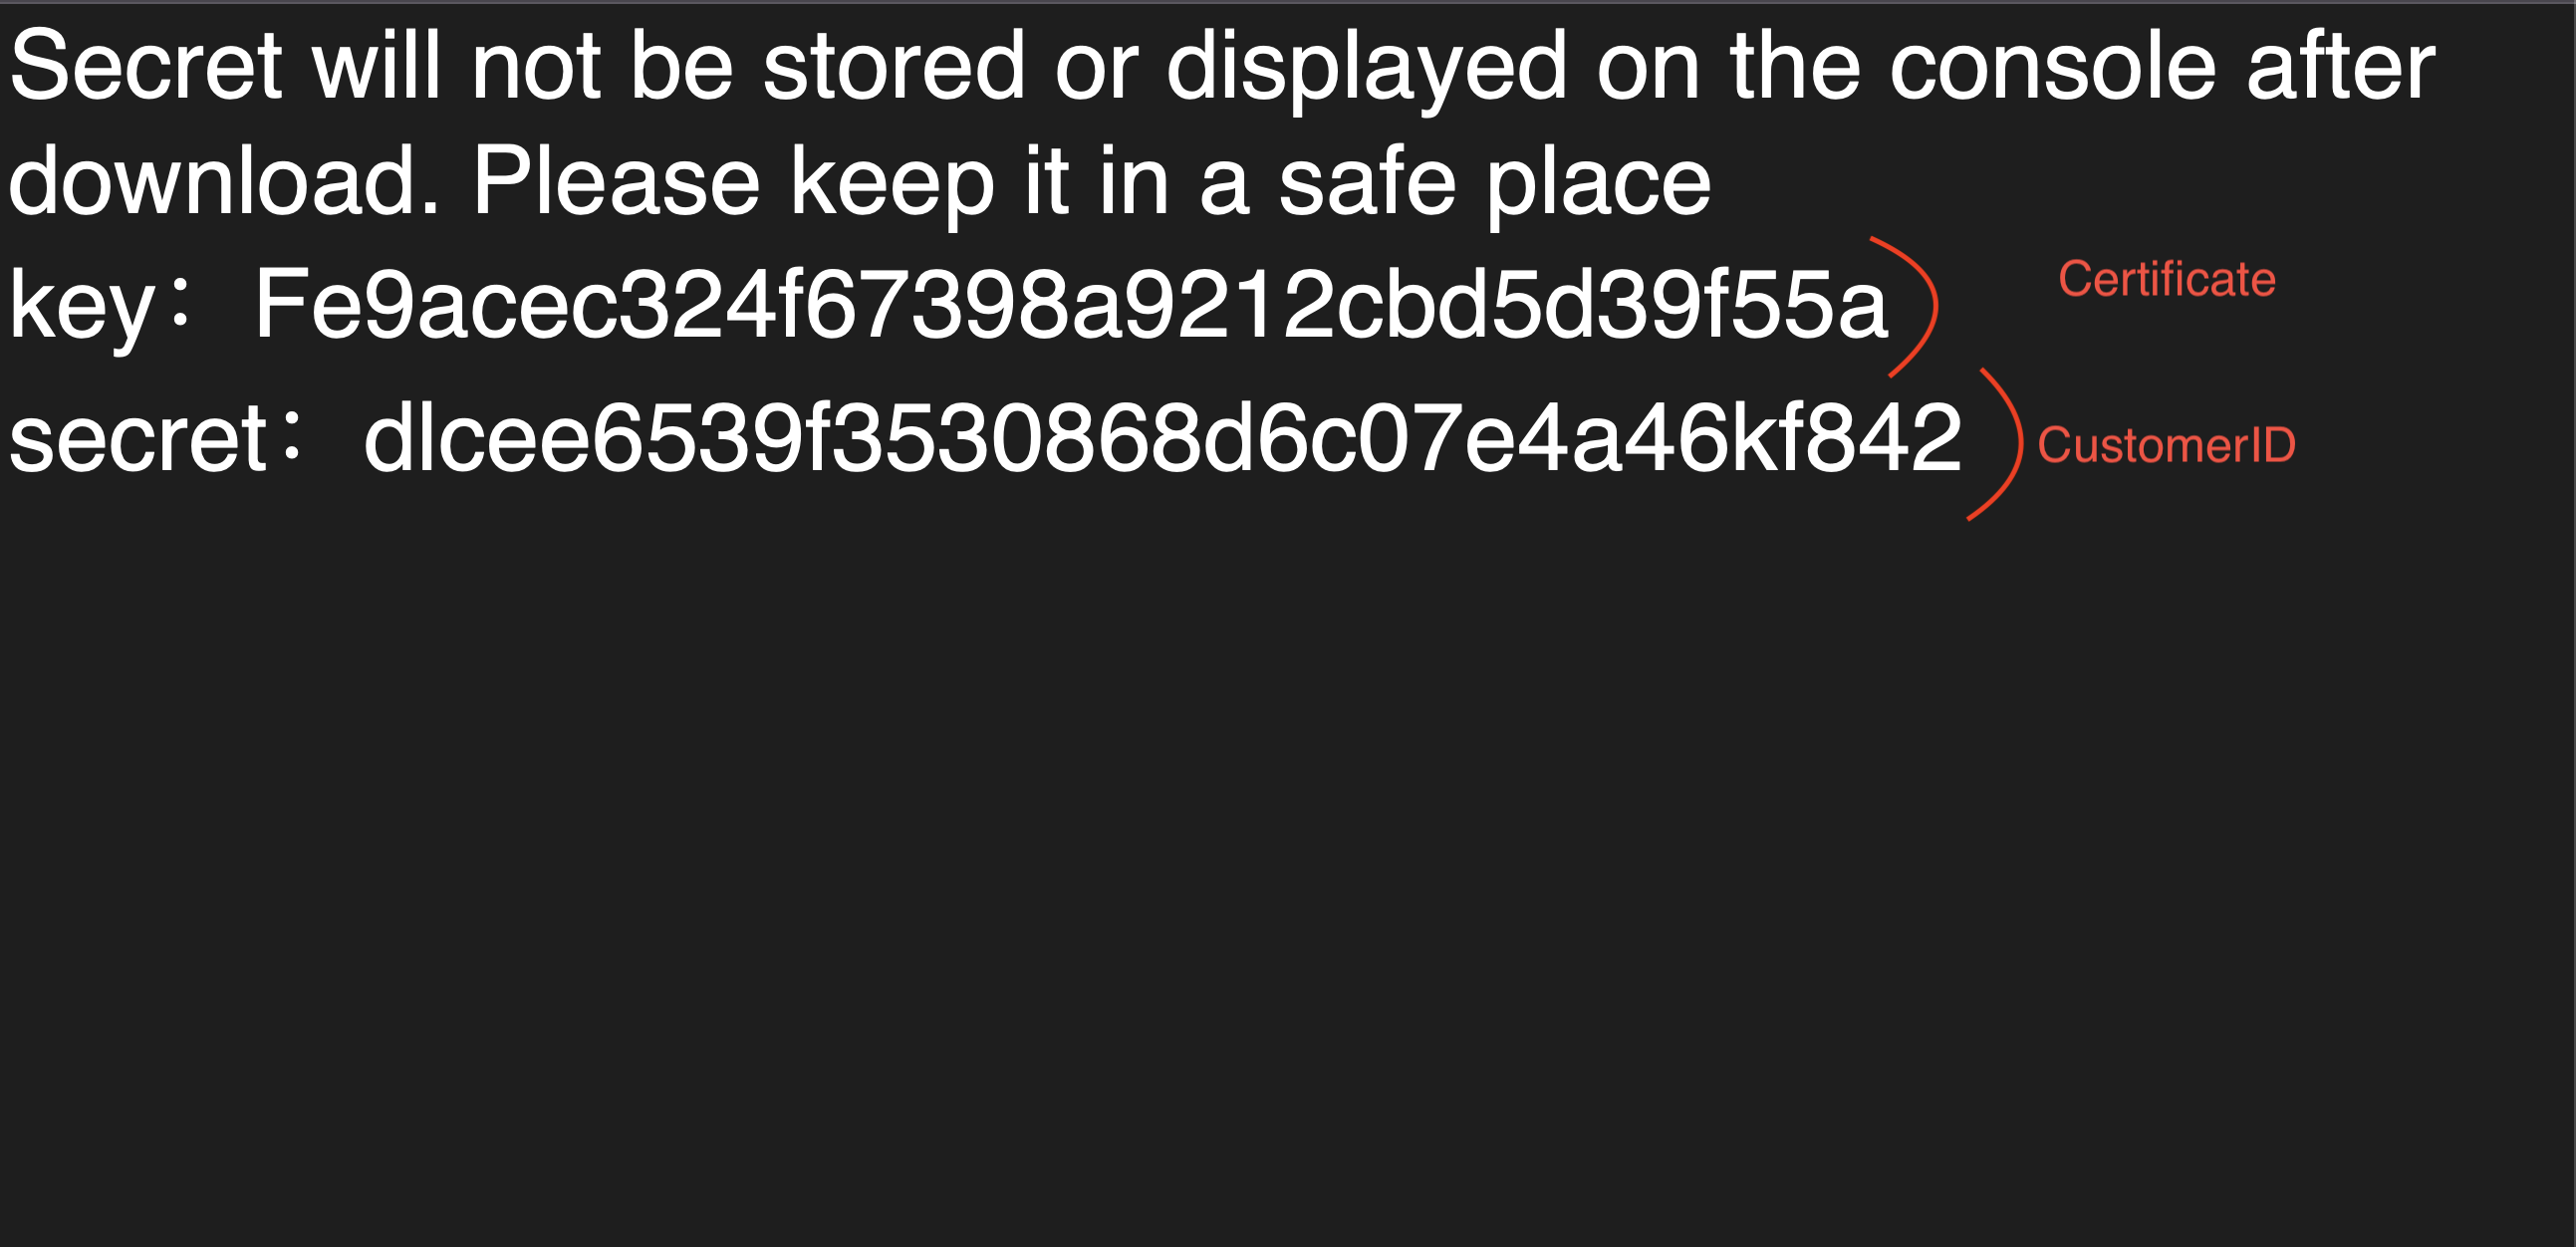 Secret will not be stored or displayed on the console after
download. Please keep it in a safe place
key： Fe9acec324f67398a9212cbd5d39f55a
Certificate
secret： dlcee6539f3530868d6c07e4a46kf842
CustomerID